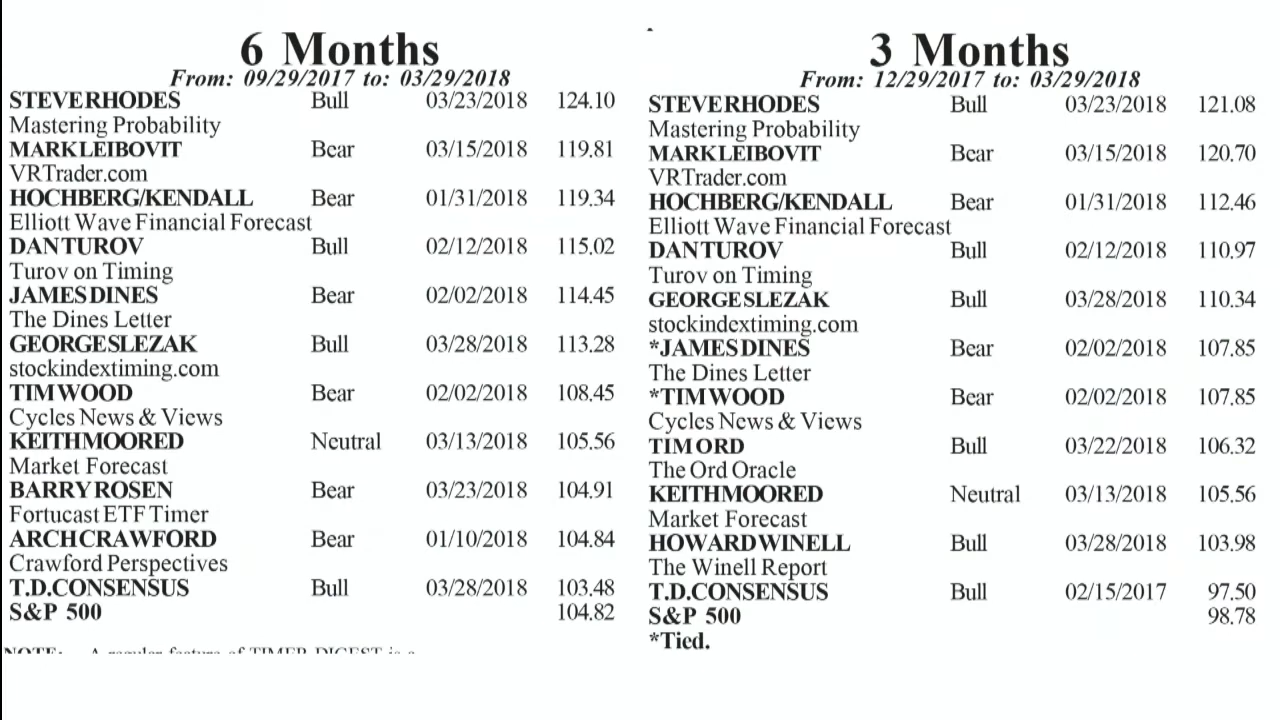 6 Months
From: 09/29/2017 to: 03/29/2018
STEVE RHODES Bull 03/23/2018 124.10
Mastering Probability
MARK LEIBOVIT Bear 03/15/2018 119.81
VRTrader.com
HOCHBERG/KENDALL Bear 01/31/2018 119.34
Elliott Wave Financial Forecast
DAN TUROV Bull 02/12/2018 115.02
Turov on Timing
JAMES DINES Bear 02/02/2018 114.45
The Dines Letter
GEORGE SLEZAK Bull 03/28/2018 113.28
stockindextiming.com
TIM WOOD Bear 02/02/2018 108.45
Cycles News & Views
KEITH MOORED Neutral 03/13/2018 105.56
Market Forecast
BARRY ROSEN Bear 03/23/2018 104.91
Fortucast ETF Timer
ARCH CRAWFORD Bear 01/10/2018 104.84
Crawford Perspectives
T.D. CONSENSUS Bull 03/28/2018 103.48
S&P 500 104.82
NOTE: A regular feature of TIMER DIGEST is a
3 Months
From: 12/29/2017 to: 03/29/2018
STEVE RHODES Bull 03/23/2018 121.08
Mastering Probability
MARK LEIBOVIT Bear 03/15/2018 120.70
VRTrader.com
HOCHBERG/KENDALL Bear 01/31/2018 112.46
Elliott Wave Financial Forecast
DAN TUROV Bull 02/12/2018 110.97
Turov on Timing
GEORGE SLEZAK Bull 03/28/2018 110.34
stockindextiming.com
*JAMES DINES Bear 02/02/2018 107.85
The Dines Letter
*TIM WOOD Bear 02/02/2018 107.85
Cycles News & Views
TIM ORD Bull 03/22/2018 106.32
The Ord Oracle
KEITH MOORED Neutral 03/13/2018 105.56
Market Forecast
HOWARD WINELL Bull 03/28/2018 103.98
The Winell Report
T.D. CONSENSUS Bull 02/15/2017 97.50
S&P 500 98.78
*Tied.